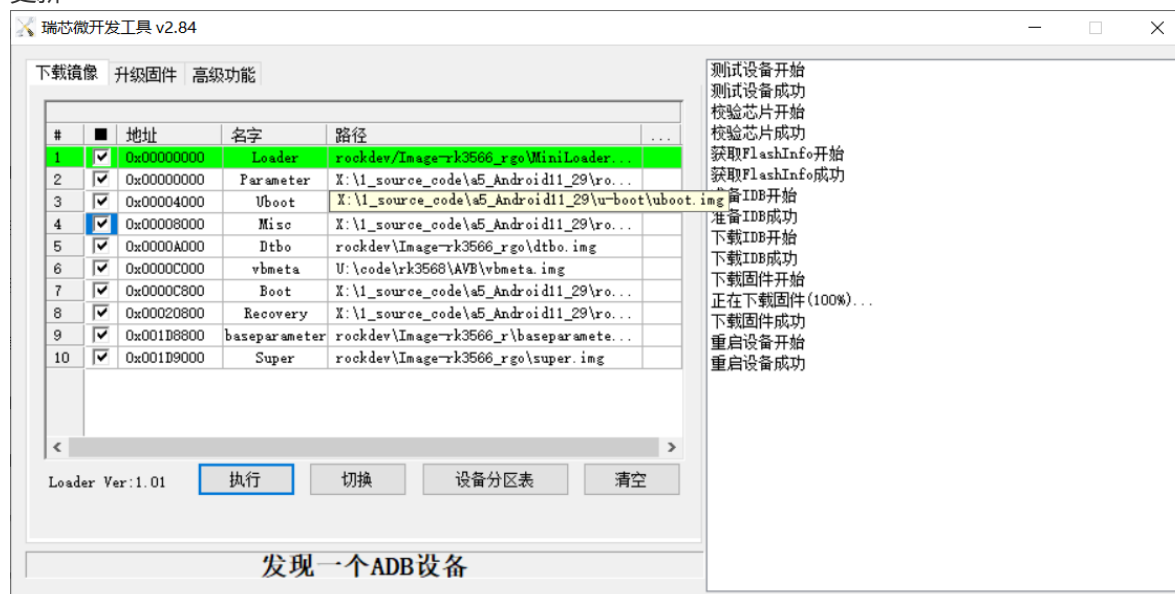 瑞芯微开发工具 v2.84
下载镜像 升级固件 高级功能
# 地址 名字 路径 ...
1 0x00000000 Loader rockdev/Image-rk3566_rgo\MiniLoader...
2 0x00000000 Parameter X:\1_source_code\a5_Android11_29\ro...
3 0x00004000 Uboot X:\1_source_code\a5_Android11_29\u-boot\uboot.img
4 0x00008000 Misc X:\1_source_code\a5_Android11_29\ro...
5 0x0000A000 Dtbo rockdev\Image-rk3566_rgo\dtbo.img
6 0x0000C000 vbmeta U:\code\rk3568\AVB\vbmeta.img
7 0x0000C800 Boot X:\1_source_code\a5_Android11_29\ro...
8 0x00020800 Recovery X:\1_source_code\a5_Android11_29\ro...
9 0x001D8800 baseparameter rockdev\Image-rk3566_r\baseparamete...
10 0x001D9000 Super rockdev\Image-rk3566_rgo\super.img
Loader Ver:1.01 执行 切换 设备分区表 清空
发现一个ADB设备
测试设备开始
测试设备成功
校验芯片开始
校验芯片成功
获取FlashInfo开始
获取FlashInfo成功
备IDB开始
准备IDB成功
下载IDB开始
下载IDB成功
下载固件开始
正在下载固件(100%)...
下载固件成功
重启设备开始
重启设备成功